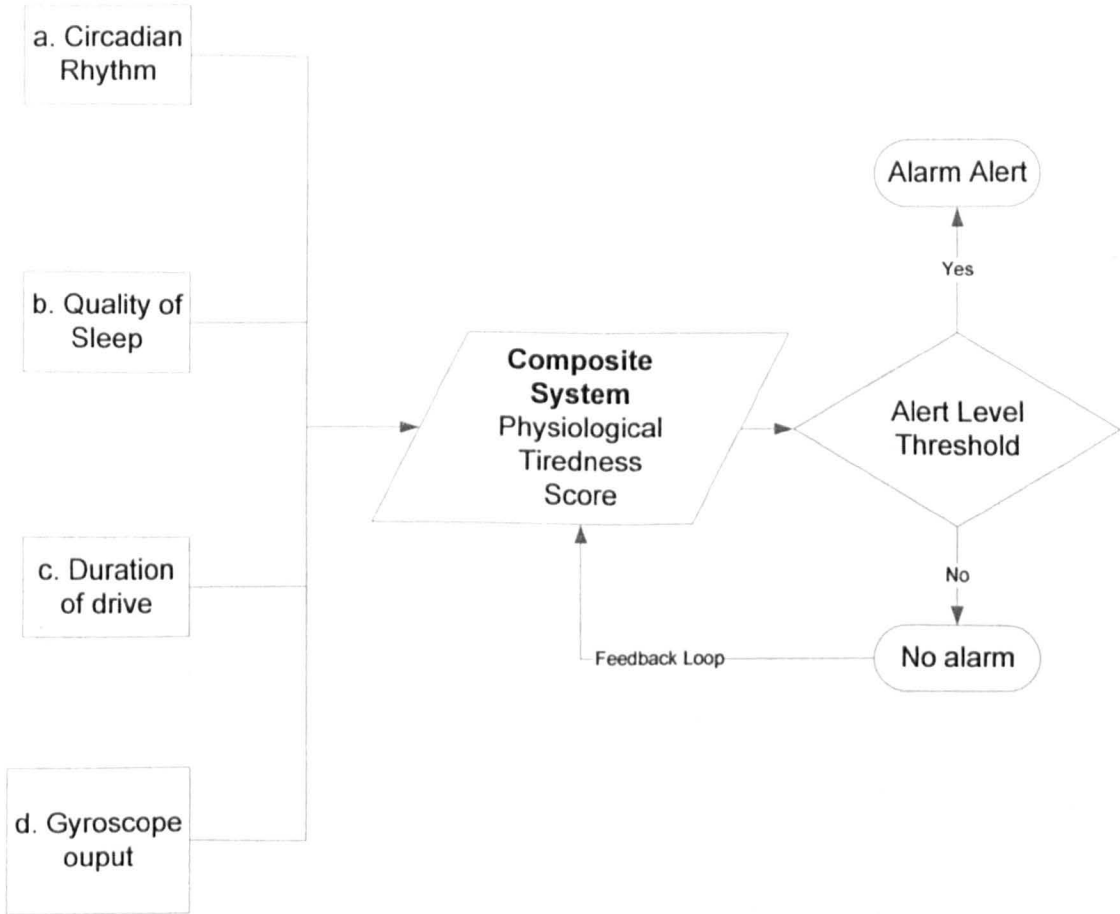 a. Circadian
Rhythm
b. Quality of
Sleep
c. Duration
of drive
d. Gyroscope
ouput
Composite
System
Physiological
Tiredness
Score
Alarm Alert
Yes
Alert Level
Threshold
No
No alarm
Feedback Loop